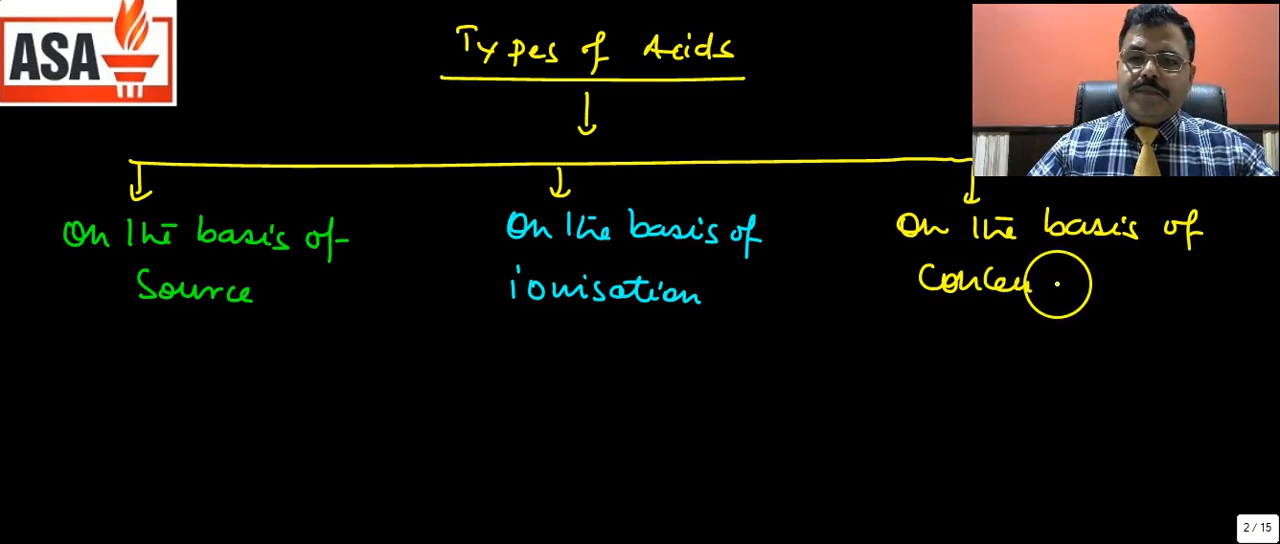 ASA
Types of Acids
On the basis of
Source
On the basis of
ionisation
On the basis of
Concen
2 / 15